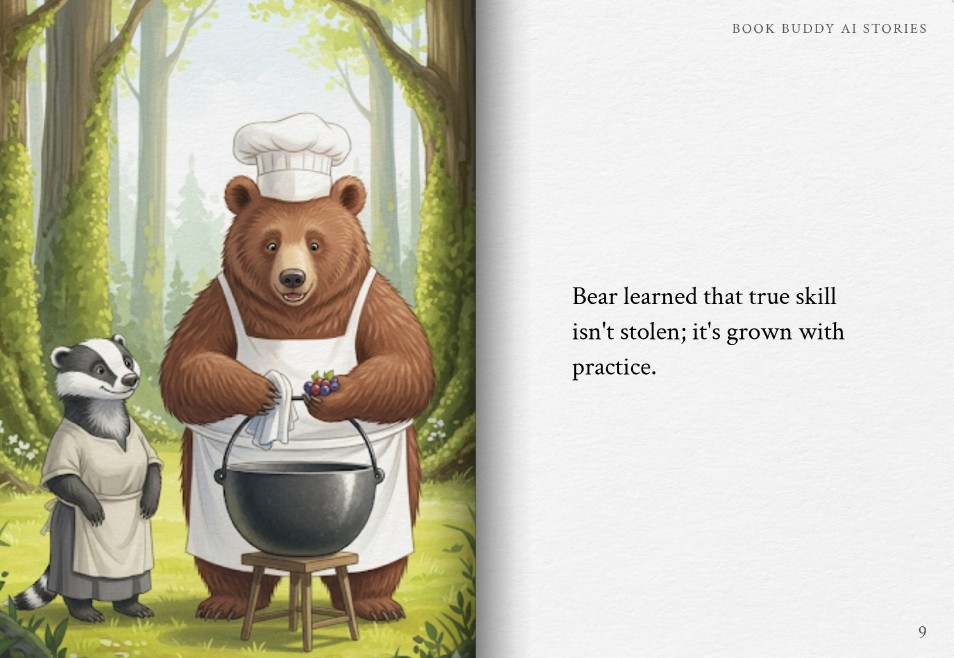 BOOK BUDDY AI STORIES
Bear learned that true skill
isn't stolen; it's grown with
practice.
9